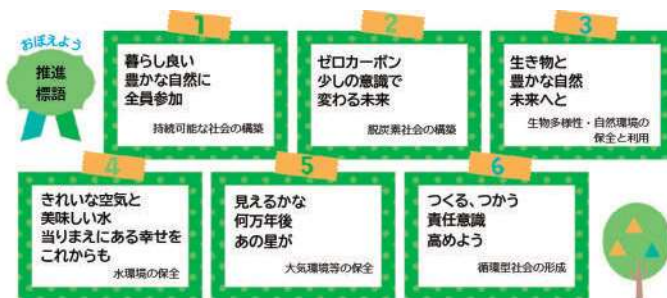 おぼえよう
推進
標語
1
暮らし良い
豊かな自然に
全員参加
持続可能な社会の構築
2
ゼロカーボン
少しの意識で
変わる未来
脱炭素社会の構築
3
生き物と
豊かな自然
未来へと
生物多様性・自然環境の
保全と利用
4
きれいな空気と
美味しい水
当りまえにある幸せを
これからも
水環境の保全
5
見えるかな
何万年後
あの星が
大気環境等の保全
6
つくる、つかう
責任意識
高めよう
循環型社会の形成